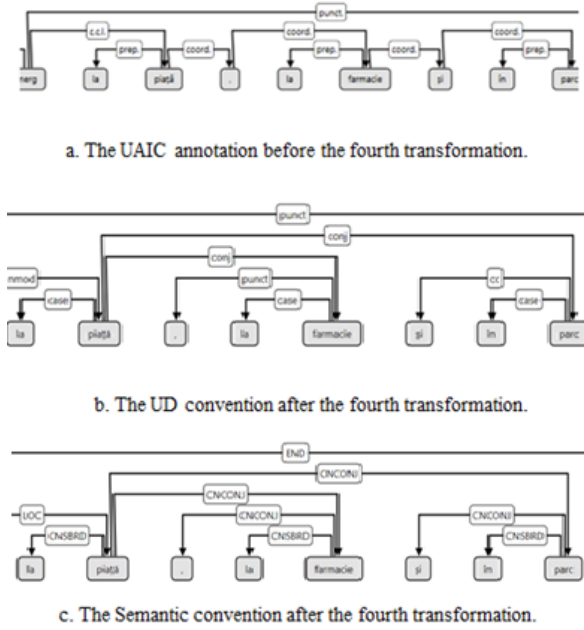 punct.
c.c.l. coord. coord.
prep. coord. prep. coord. prep.
nerg la piață , la farmacie și în parc
a. The UAIC annotation before the fourth transformation.
punct
conj
nmod conj punct cc
case case case
la piață , la farmacie și în parc
b. The UD convention after the fourth transformation.
END
CNCONJ
CNCONJ
LOC CNCONJ CNCONJ
CNSBRD CNSBRD CNSBRD
la piață , la farmacie și în parc
c. The Semantic convention after the fourth transformation.